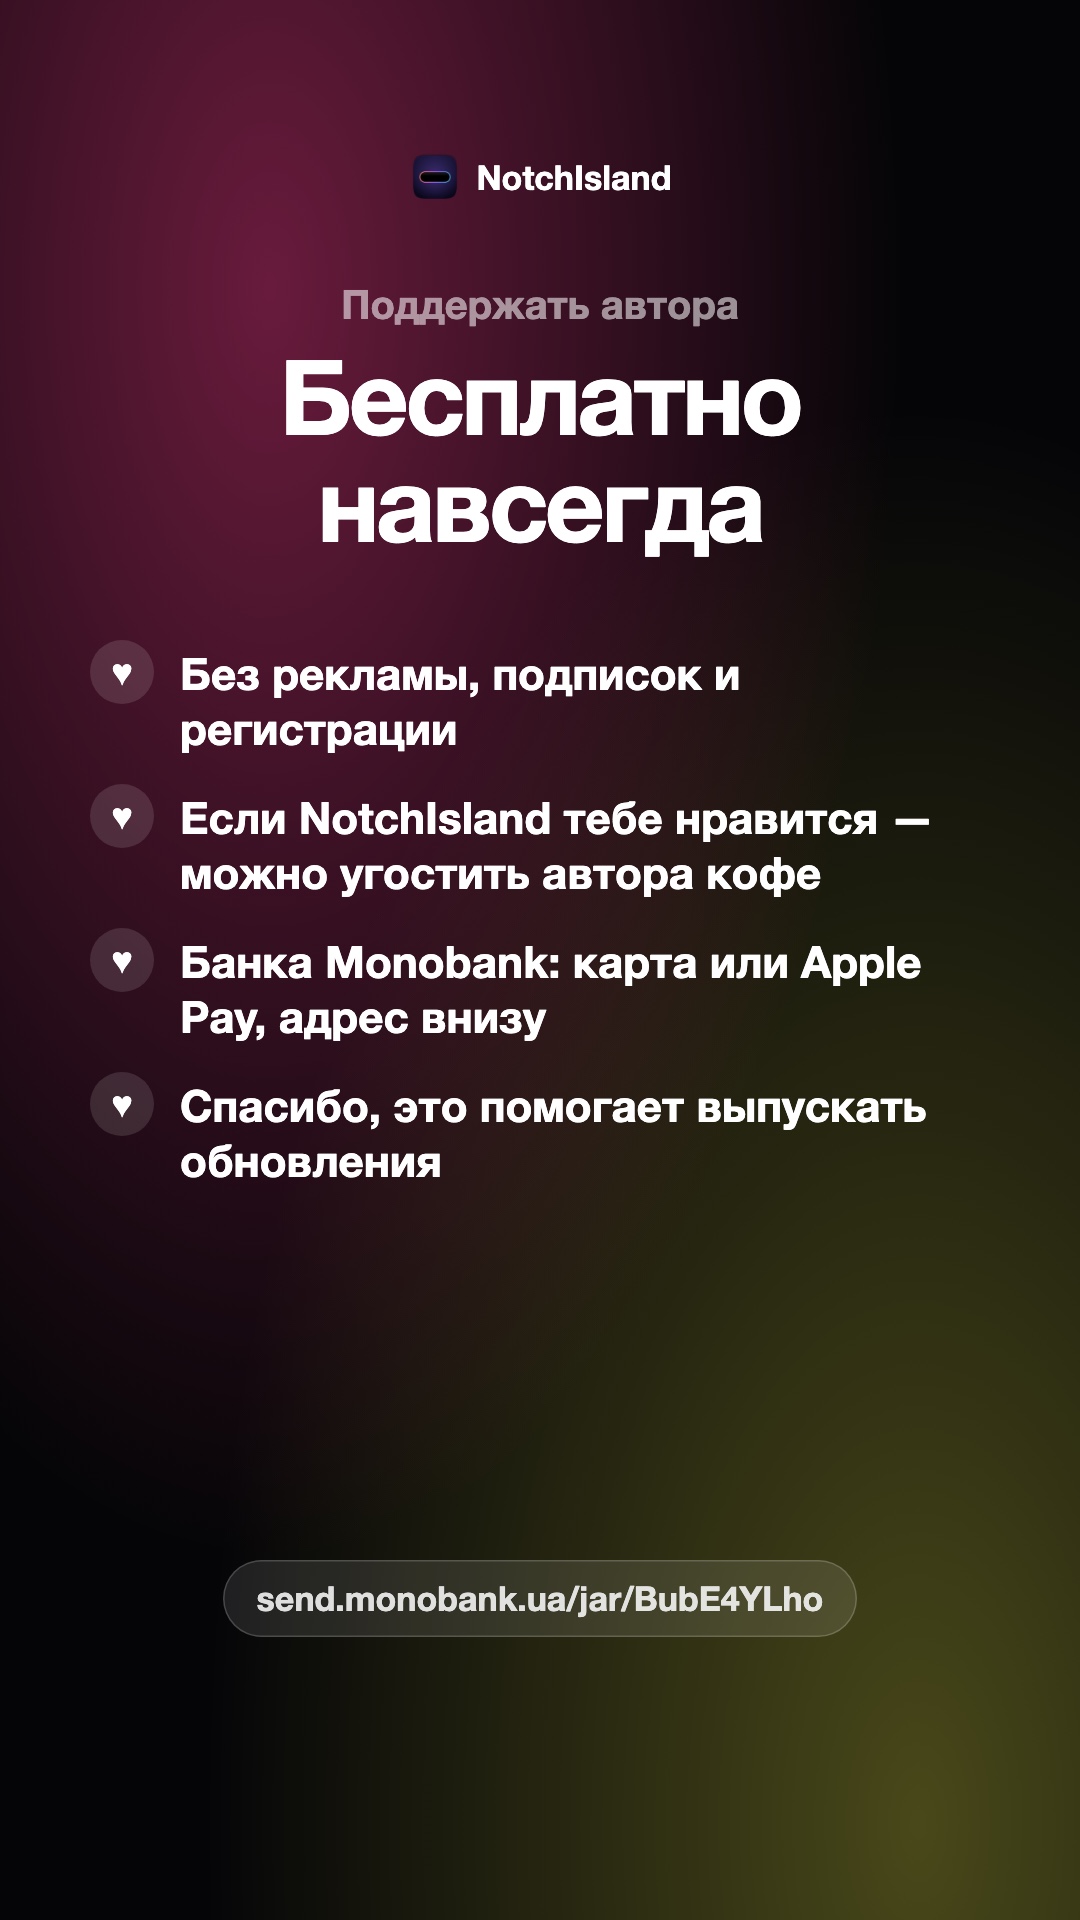 NotchIsland
Поддержать автора
Бесплатно
навсегда
♥ Без рекламы, подписок и
регистрации
♥ Если NotchIsland тебе нравится —
можно угостить автора кофе
♥ Банка Monobank: карта или Apple
Pay, адрес внизу
♥ Спасибо, это помогает выпускать
обновления
send.monobank.ua/jar/BubE4YLho